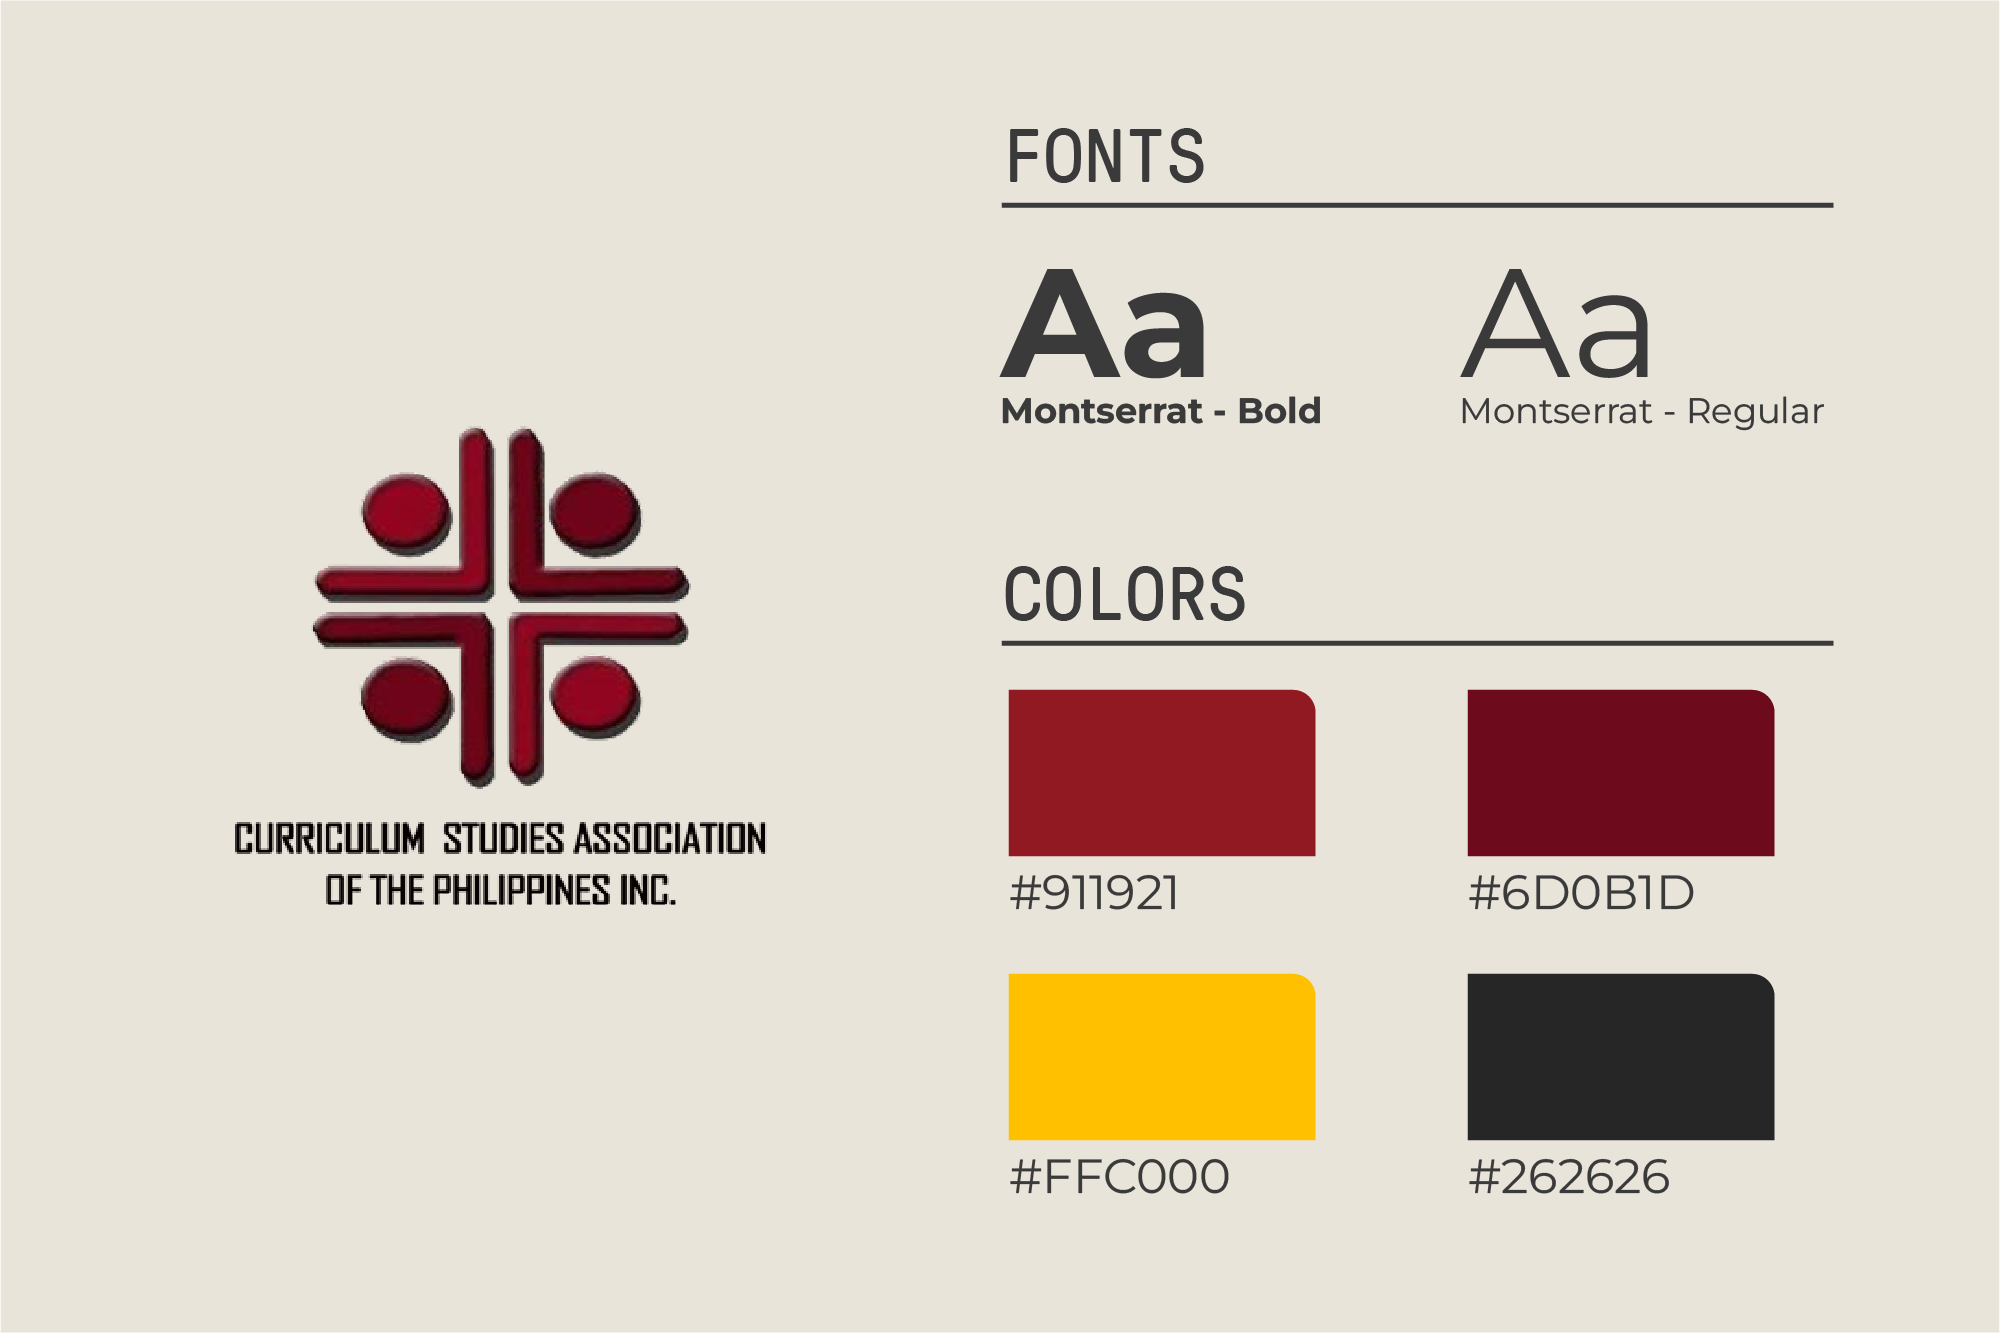 CURRICULUM STUDIES ASSOCIATION
OF THE PHILIPPINES INC.
FONTS
Aa
Montserrat - Bold
Aa
Montserrat - Regular
COLORS
#911921
#6D0B1D
#FFC000
#262626